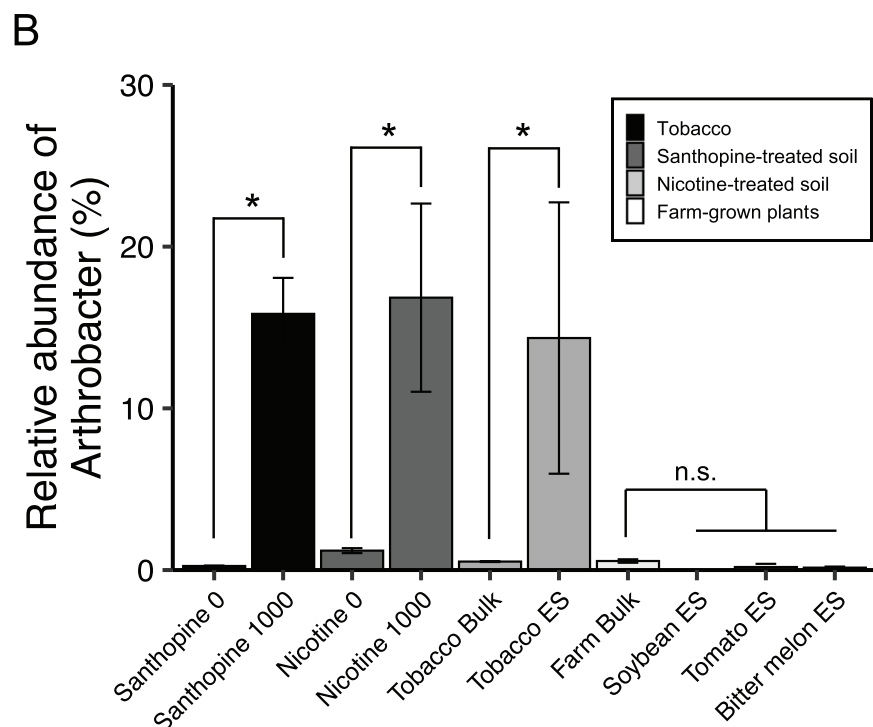 B
Relative abundance of
Arthrobacter (%)
30
20
10
0
*
*
*
n.s.
Tobacco
Santhopine-treated soil
Nicotine-treated soil
Farm-grown plants
Santhopine 0
Santhopine 1000
Nicotine 0
Nicotine 1000
Tobacco Bulk
Tobacco ES
Farm Bulk
Soybean ES
Tomato ES
Bitter melon ES